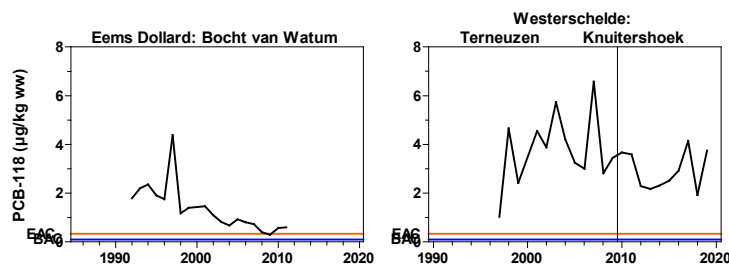 Westerschelde:
Eems Dollard: Bocht van Watum
Terneuzen Knuitershoek
PCB-118 (µg/kg ww)
8
6
4
2
0
EAC
BAC
1990 2000 2010 2020
8
6
4
2
0
EAC
BAC
1990 2000 2010 2020